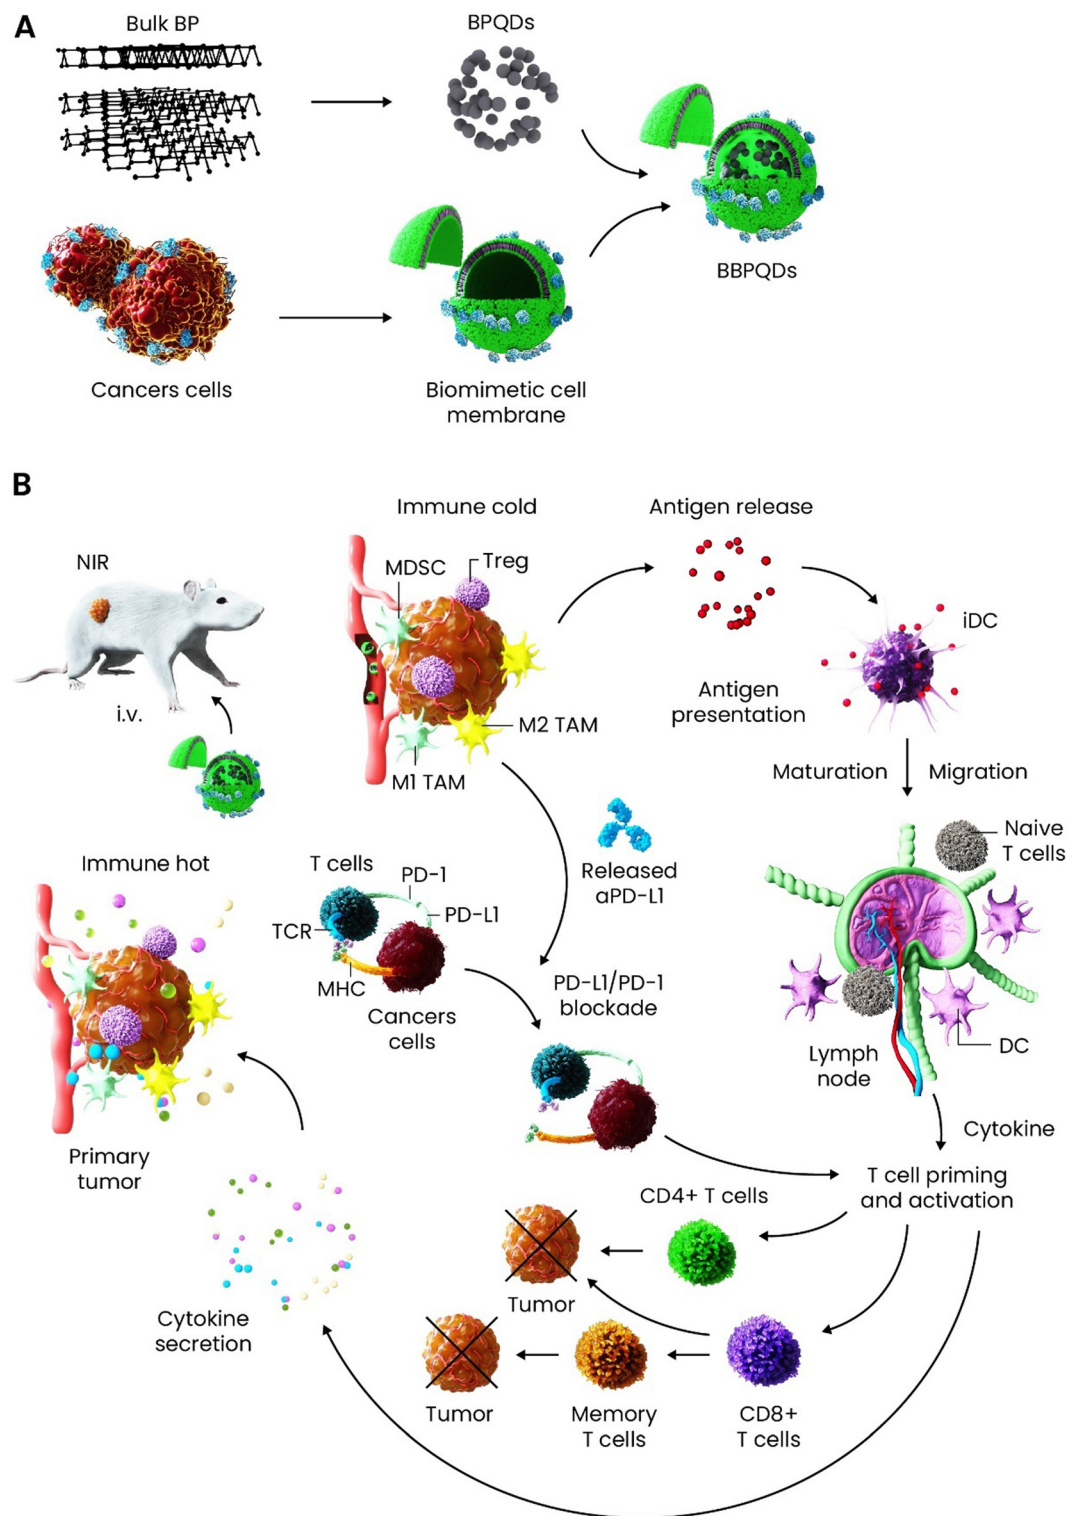 A
Bulk BP
BPQDs
BBPQDs
Cancers cells
Biomimetic cell
membrane
B
Immune cold
Antigen release
NIR
MDSC
Treg
iDC
Antigen
presentation
i.v.
M2 TAM
M1 TAM
Maturation
Migration
Naive
T cells
Immune hot
T cells
PD-1
Released
aPD-L1
PD-L1
TCR
MHC
PD-L1/PD-1
blockade
Cancers
cells
DC
Lymph
node
Cytokine
Primary
tumor
T cell priming
and activation
CD4+ T cells
Tumor
Cytokine
secretion
Tumor
Memory
T cells
CD8+
T cells